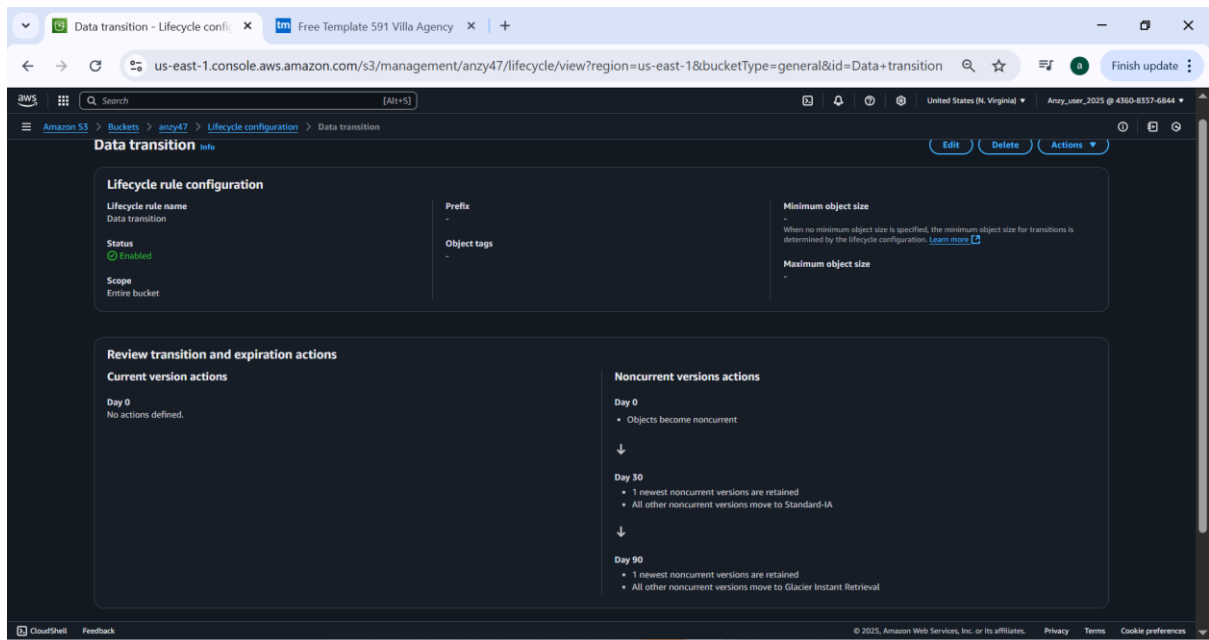 Data transition - Lifecycle confi
tm Free Template 591 Villa Agency
us-east-1.console.aws.amazon.com/s3/management/anzy47/lifecycle/view?region=us-east-1&bucketType=general&id=Data+transition
a
Finish update
aws
Search
[Alt+S]
United States (N. Virginia)
Anzy_user_2025 @ 4360-8357-6844
Amazon S3 > Buckets > anzy47 > Lifecycle configuration > Data transition
Data transition Info
Edit
Delete
Actions
Lifecycle rule configuration
Lifecycle rule name
Data transition
Status
Enabled
Scope
Entire bucket
Prefix
-
Object tags
-
Minimum object size
-
When no minimum object size is specified, the minimum object size for transitions is
determined by the lifecycle configuration. Learn more
Maximum object size
-
Review transition and expiration actions
Current version actions
Day 0
No actions defined.
Noncurrent versions actions
Day 0
• Objects become noncurrent
↓
Day 30
• 1 newest noncurrent versions are retained
• All other noncurrent versions move to Standard-IA
↓
Day 90
• 1 newest noncurrent versions are retained
• All other noncurrent versions move to Glacier Instant Retrieval
CloudShell
Feedback
© 2025, Amazon Web Services, Inc. or its affiliates.
Privacy
Terms
Cookie preferences